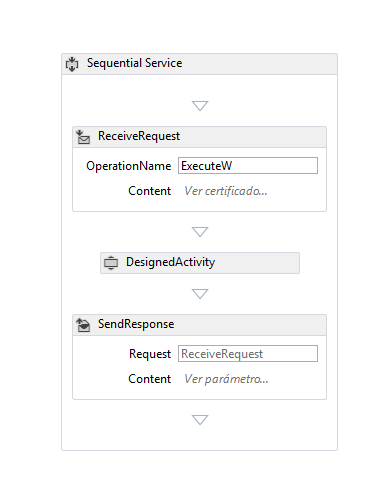 Sequential Service
ReceiveRequest
OperationName ExecuteW
Content Ver certificado...
DesignedActivity
SendResponse
Request ReceiveRequest
Content Ver parámetro...